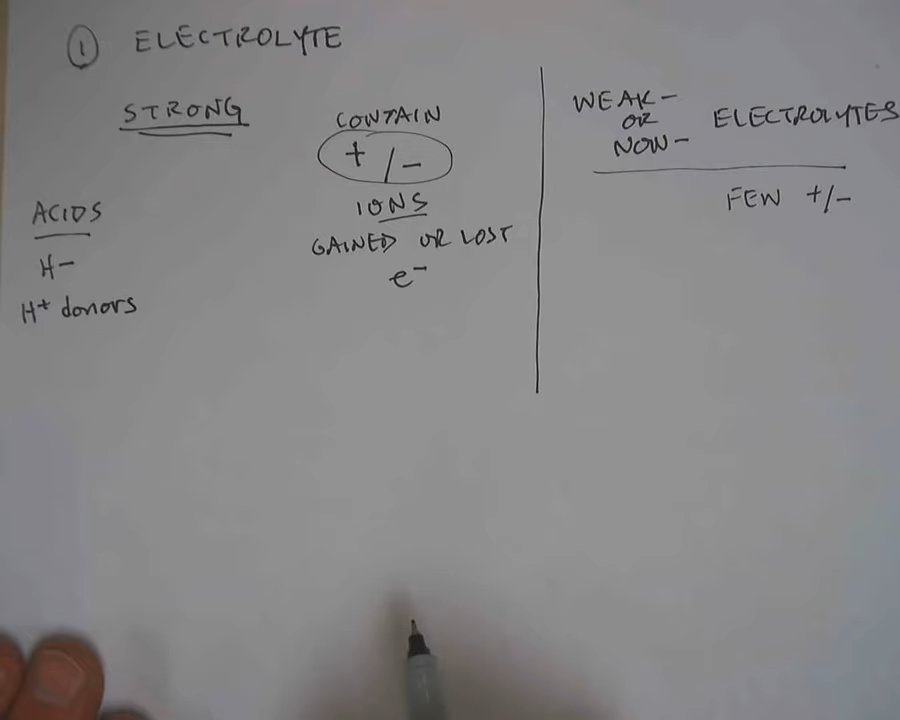 ① ELECTROLYTE
STRONG
CONTAIN
+/-
IONS
GAINED OR LOST
e⁻
ACIDS
H-
H⁺ donors
WEAK-
OR
NON-
ELECTROLYTES
FEW +/-